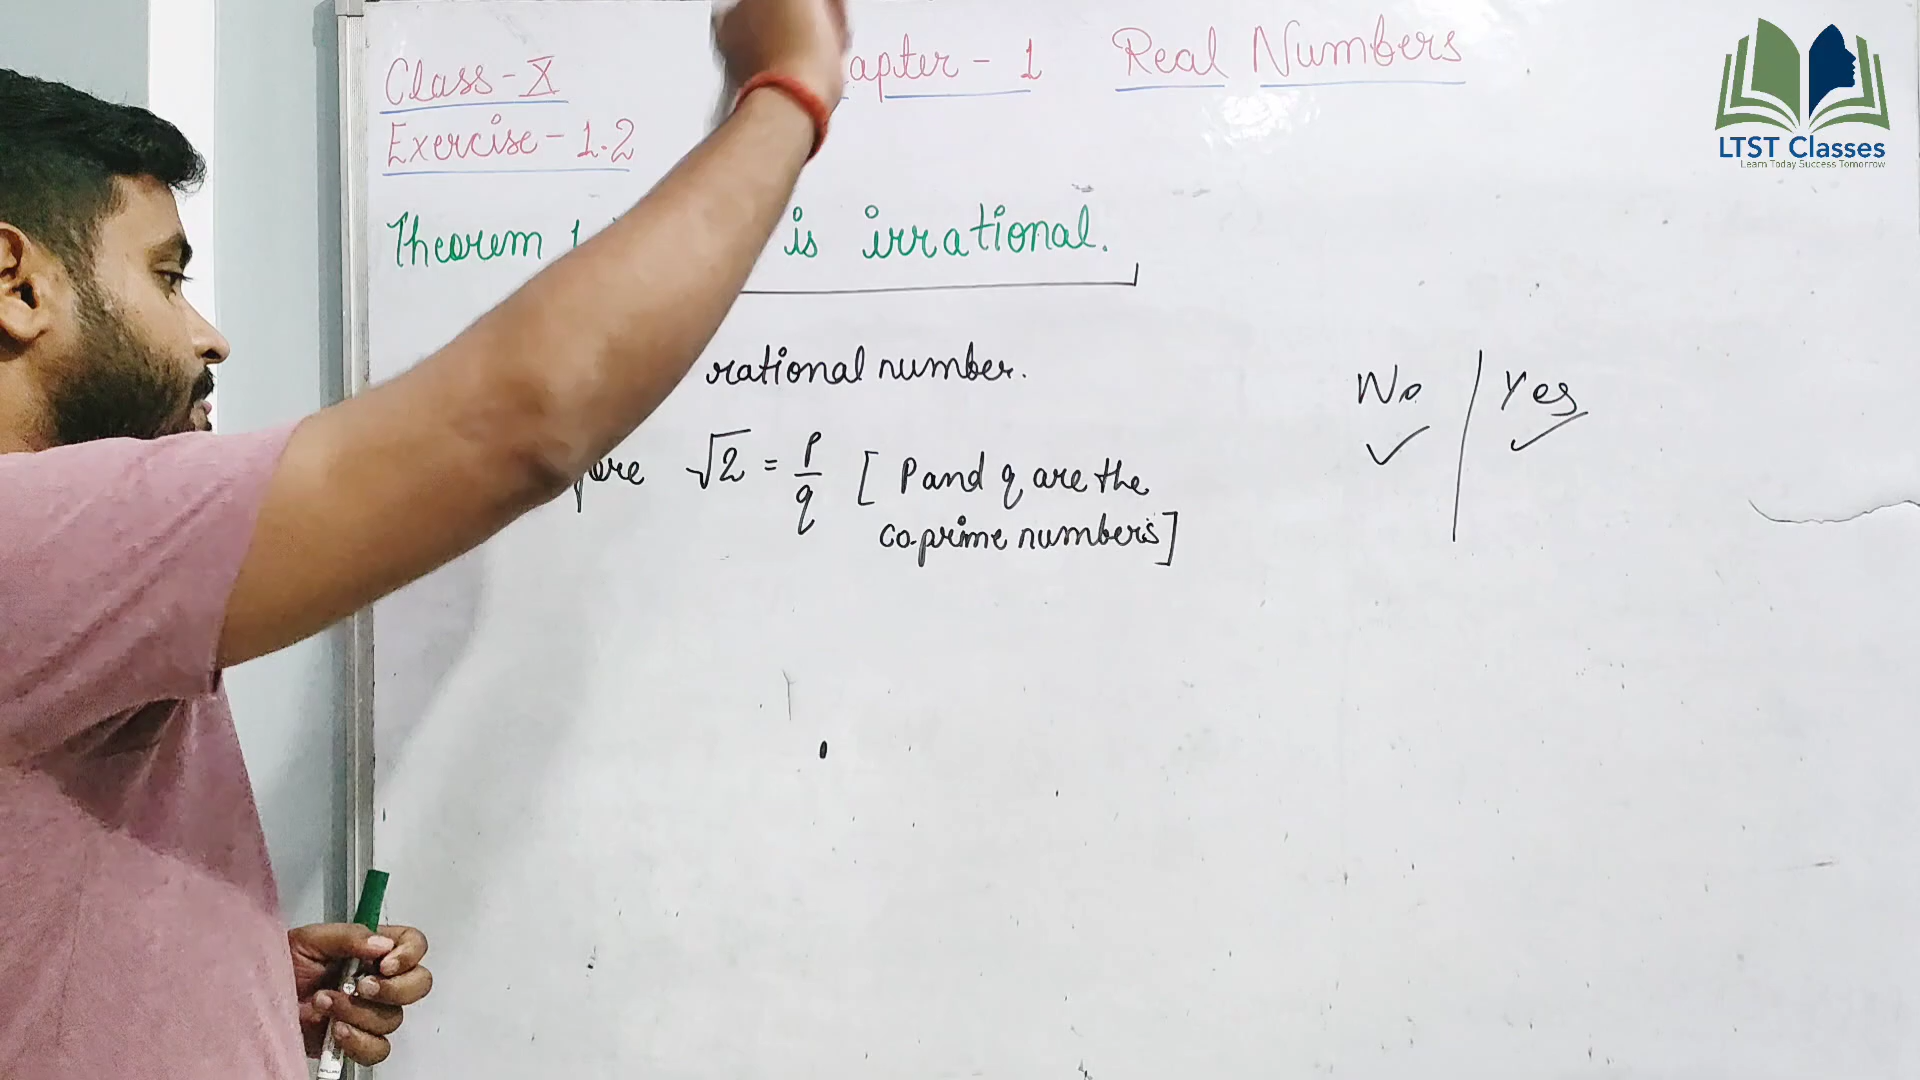 Class - X apter - 1 Real Numbers
Exercise - 1.2
Theorem 1 is irrational.
rational number.
√2 = p/q [ P and q are the
co-prime numbers ]
No Yes
LTST Classes
Learn Today Success Tomorrow